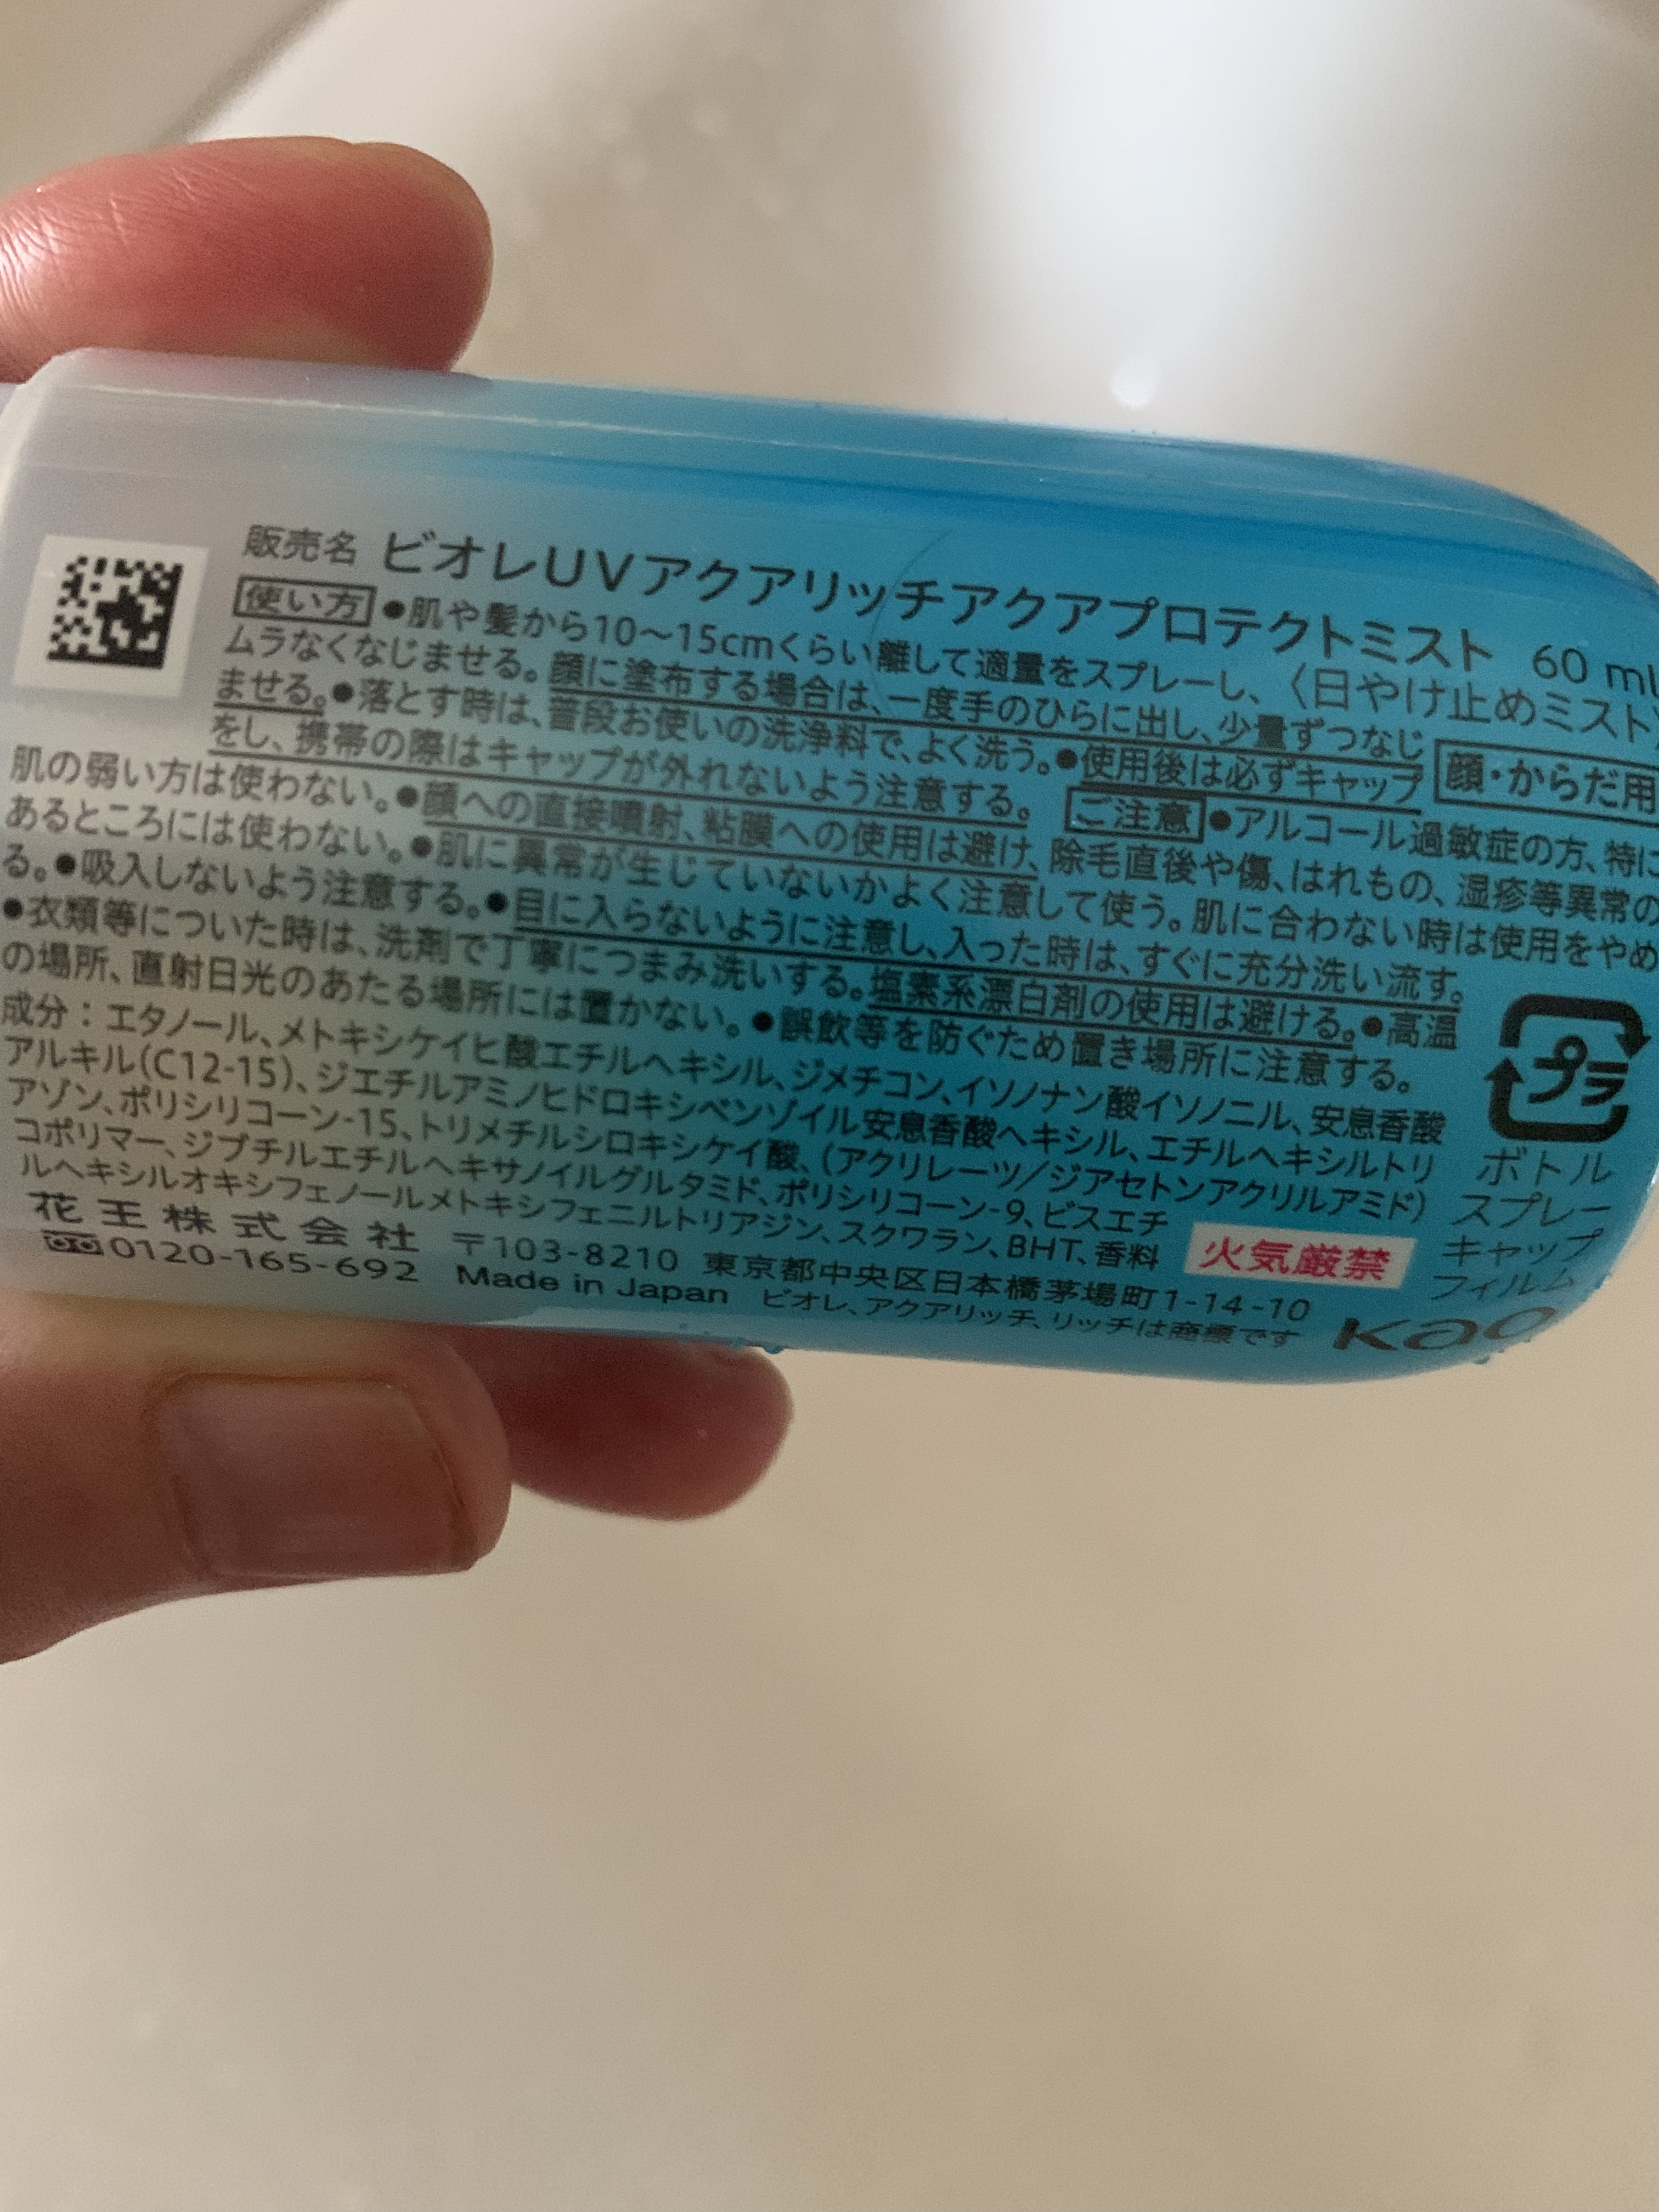 販売名 ビオレUVアクアリッチアクアプロテクトミスト 60 mL
使い方 ●肌や髪から10～15cmくらい離して適量をスプレーし、〈日やけ止めミスト〉
ムラなくなじませる。顔に塗布する場合は、一度手のひらに出し、少量ずつなじ
ませる。●落とす時は、普段お使いの洗浄料で、よく洗う。●使用後は必ずキャップ 顔・からだ用
をし、携帯の際はキャップが外れないよう注意する。 ご注意 ●アルコール過敏症の方、特に
肌の弱い方は使わない。●顔への直接噴射、粘膜への使用は避け、除毛直後や傷、はれもの、湿疹等異常の
あるところには使わない。●肌に異常が生じていないかよく注意して使う。肌に合わない時は使用をやめ
る。●吸入しないよう注意する。●目に入らないように注意し、入った時は、すぐに充分洗い流す。
●衣類等についた時は、洗剤で丁寧につまみ洗いする。塩素系漂白剤の使用は避ける。●高温
の場所、直射日光のあたる場所には置かない。●誤飲等を防ぐため置き場所に注意する。
成分：エタノール、メトキシケイヒ酸エチルヘキシル、ジメチコン、イソノナン酸イソノニル、安息香酸
アルキル(C12-15)、ジエチルアミノヒドロキシベンゾイル安息香酸ヘキシル、エチルヘキシルトリ
アゾン、ポリシリコーン-15、トリメチルシロキシケイ酸、(アクリレーツ/ジアセトンアクリルアミド)
コポリマー、ジブチルエチルヘキサノイルグルタミド、ポリシリコーン-9、ビスエチ
ルヘキシルオキシフェノールメトキシフェニルトリアジン、スクワラン、BHT、香料
火気厳禁
花王株式会社 〒103-8210 東京都中央区日本橋茅場町1-14-10
0120-165-692 Made in Japan ビオレ、アクアリッチ、リッチは商標です
プラ
ボトル
スプレー
キャップ
フィルム
Kao